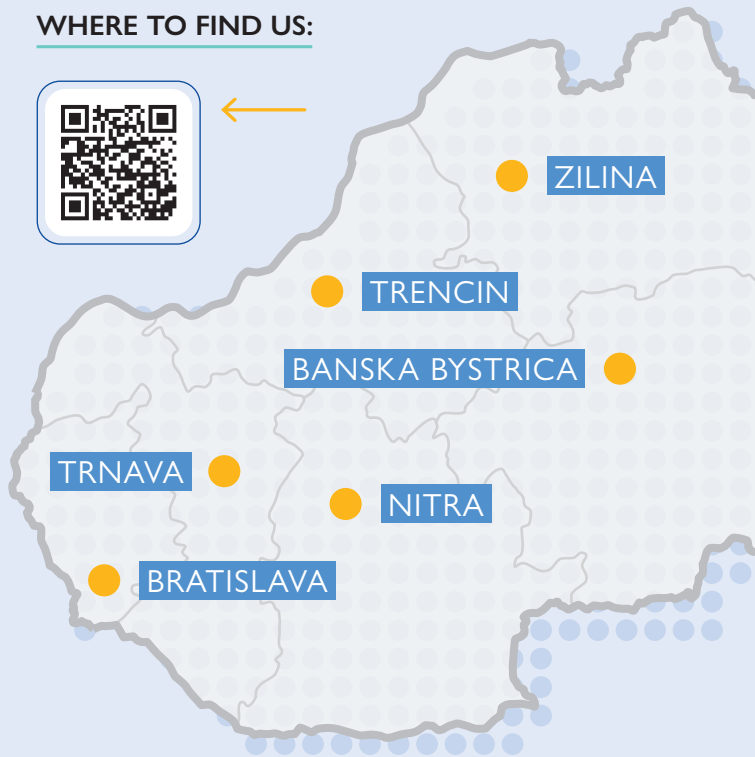 WHERE TO FIND US:
ZILINA
TRENCIN
BANSKA BYSTRICA
TRNAVA
NITRA
BRATISLAVA